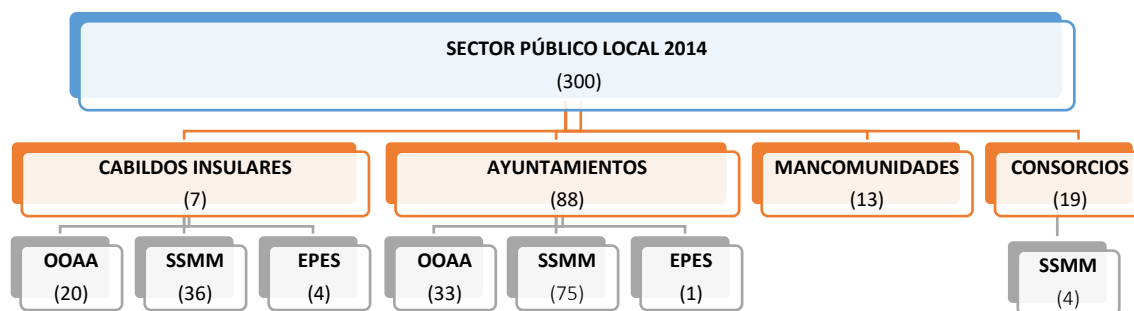 SECTOR PÚBLICO LOCAL 2014
(300)
CABILDOS INSULARES
(7)
AYUNTAMIENTOS
(88)
MANCOMUNIDADES
(13)
CONSORCIOS
(19)
OOAA
(20)
SSMM
(36)
EPES
(4)
OOAA
(33)
SSMM
(75)
EPES
(1)
SSMM
(4)